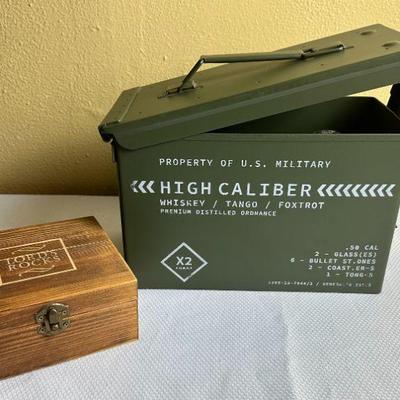 PROPERTY OF U.S. MILITARY
HIGH CALIBER
WHISKEY / TANGO / FOXTROT
PREMIUM DISTILLED ORDNANCE
.50 CAL
2 - GLASS(ES)
6 - BULLET ST.ONES
2 - COAST.ER-S
1 - TONG-S
X2
LORD'S
ROCKS